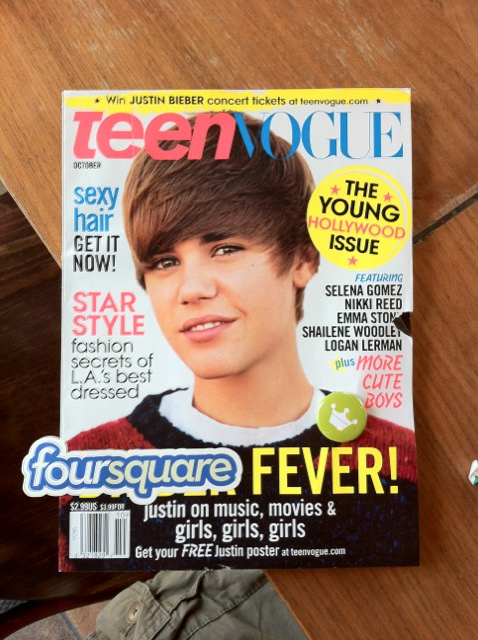 Win JUSTIN BIEBER concert tickets at teenvogue.com
teenVOGUE
OCTOBER
sexy
hair
GET IT
NOW!
THE
YOUNG
HOLLYWOOD
ISSUE
STAR
STYLE
fashion
secrets of
L.A.'s best
dressed
FEATURING
SELENA GOMEZ
NIKKI REED
EMMA STON
SHAILENE WOODLEY
LOGAN LERMAN
plus MORE
CUTE
BOYS
foursquare
FEVER!
$2.99US $3.99FOR
Justin on music, movies &
girls, girls, girls
Get your FREE Justin poster at teenvogue.com